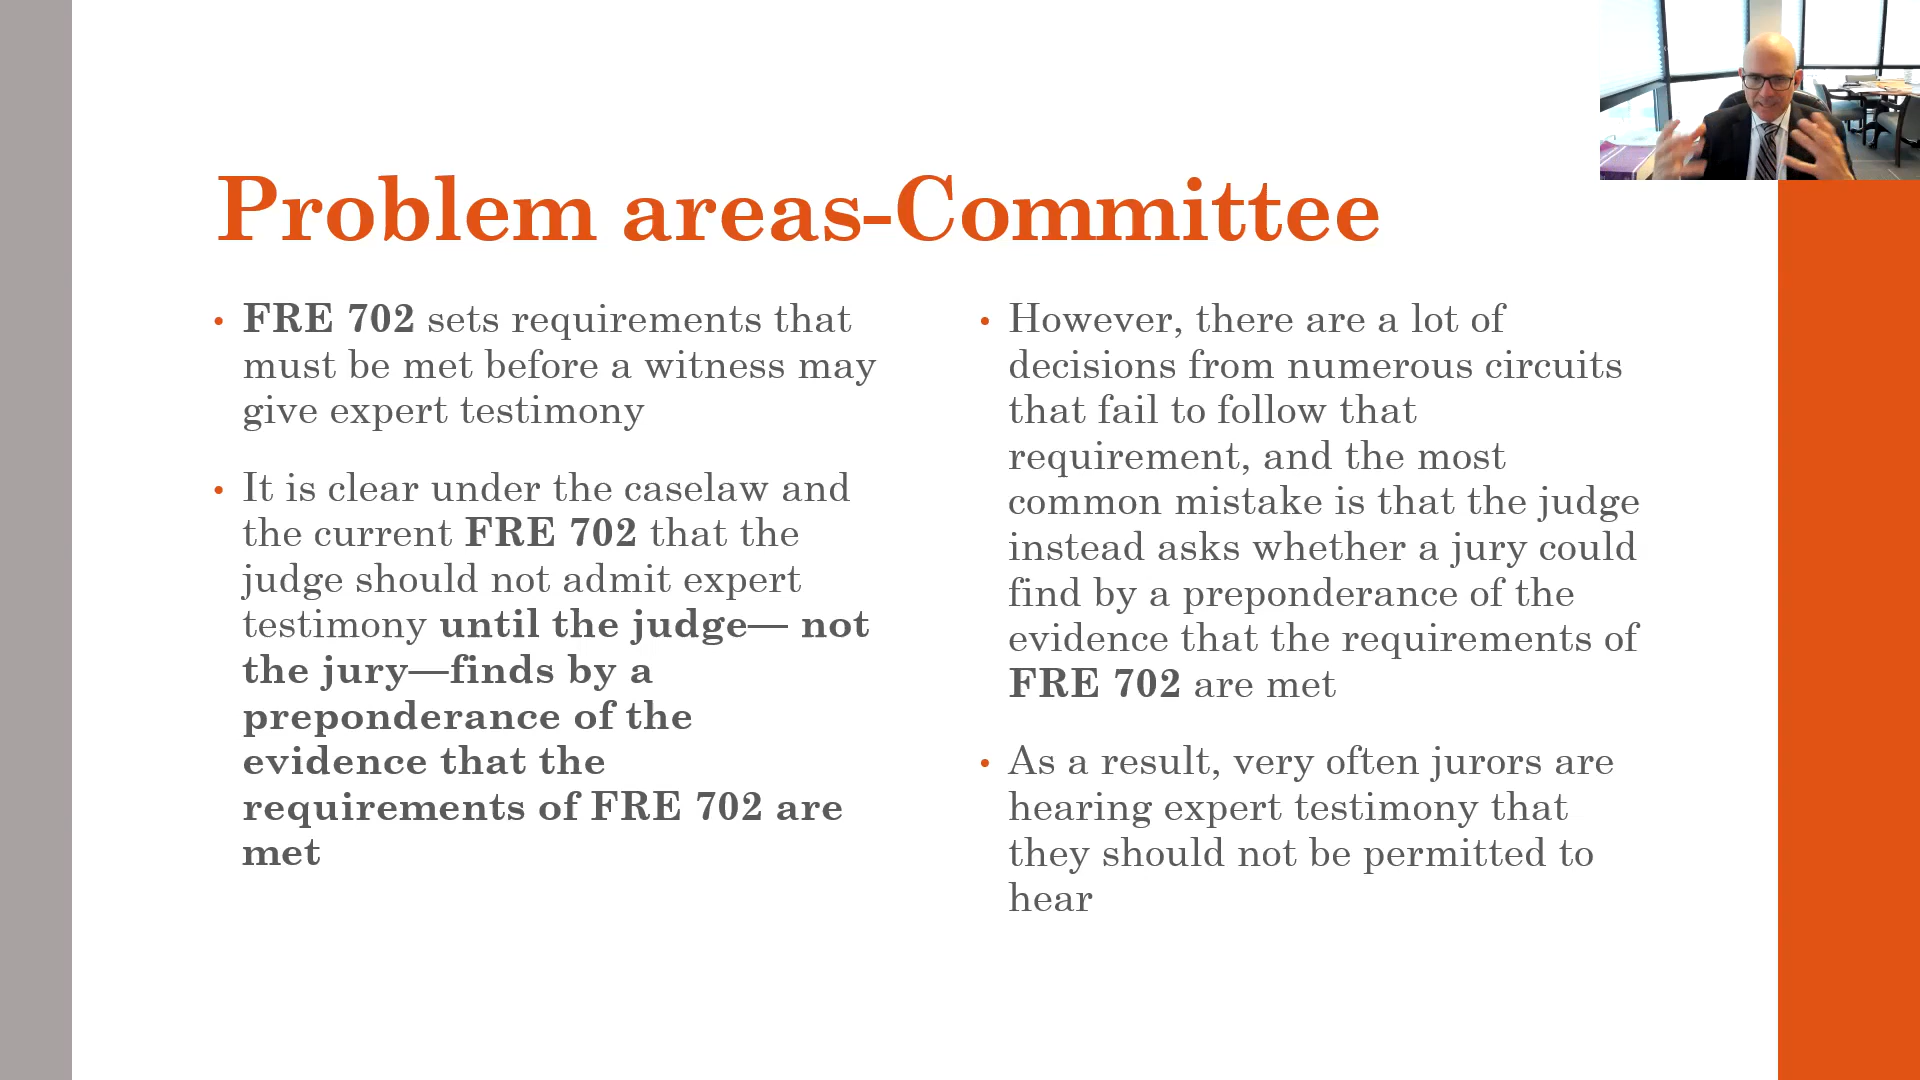 Problem areas-Committee
• FRE 702 sets requirements that
must be met before a witness may
give expert testimony
• It is clear under the caselaw and
the current FRE 702 that the
judge should not admit expert
testimony until the judge— not
the jury—finds by a
preponderance of the
evidence that the
requirements of FRE 702 are
met
• However, there are a lot of
decisions from numerous circuits
that fail to follow that
requirement, and the most
common mistake is that the judge
instead asks whether a jury could
find by a preponderance of the
evidence that the requirements of
FRE 702 are met
• As a result, very often jurors are
hearing expert testimony that
they should not be permitted to
hear